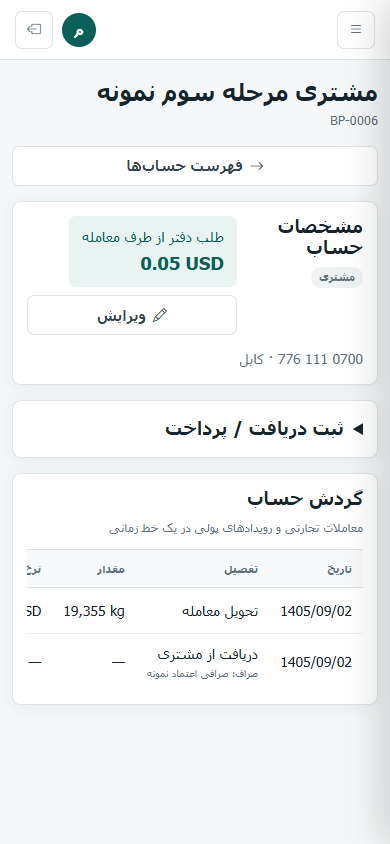 م
مشتری مرحله سوم نمونه
BP-0006
فهرست حساب‌ها
مشخصات حساب
مشتری
طلب دفتر از طرف معامله
0.05 USD
ویرایش
0700 111 776 · کابل
ثبت دریافت / پرداخت
گردش حساب
معاملات تجارتی و رویدادهای پولی در یک خط زمانی
تاریخ تفصیل مقدار نرخ
1405/09/02 تحویل معامله 19,355 kg
1405/09/02 دریافت از مشتری — —
صراف: صرافی اعتماد نمونه